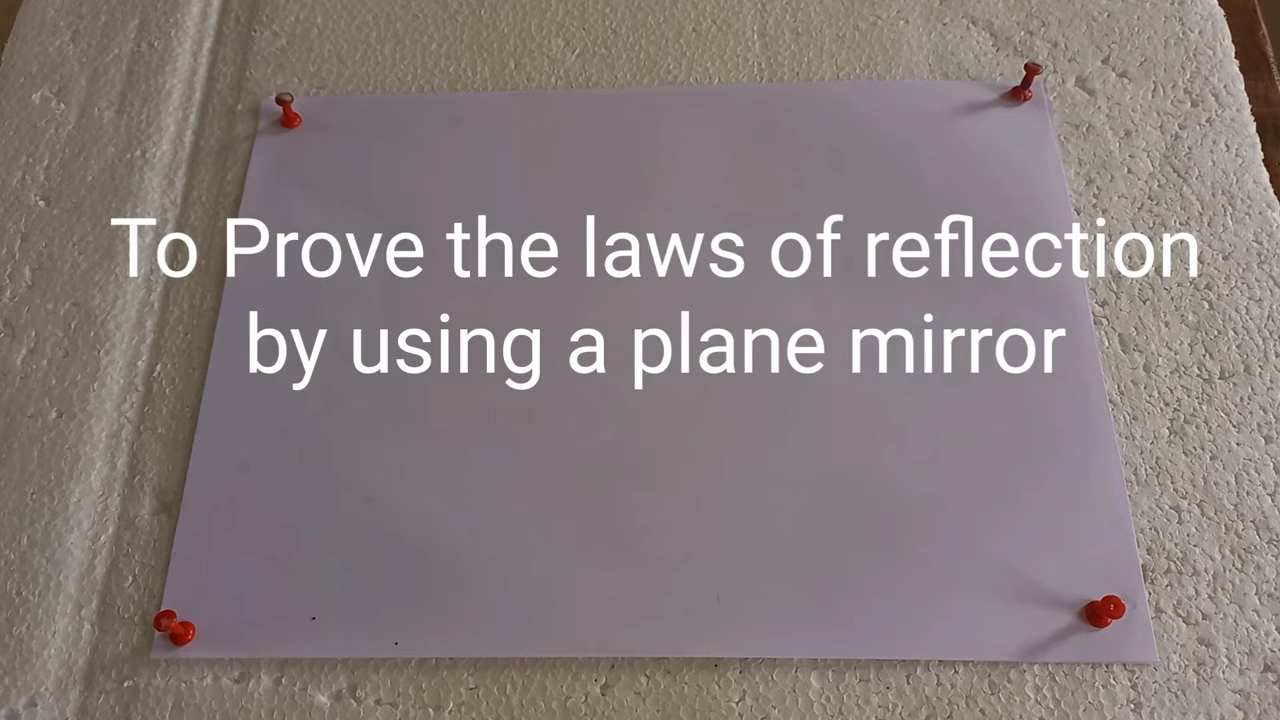 To Prove the laws of reflection
by using a plane mirror